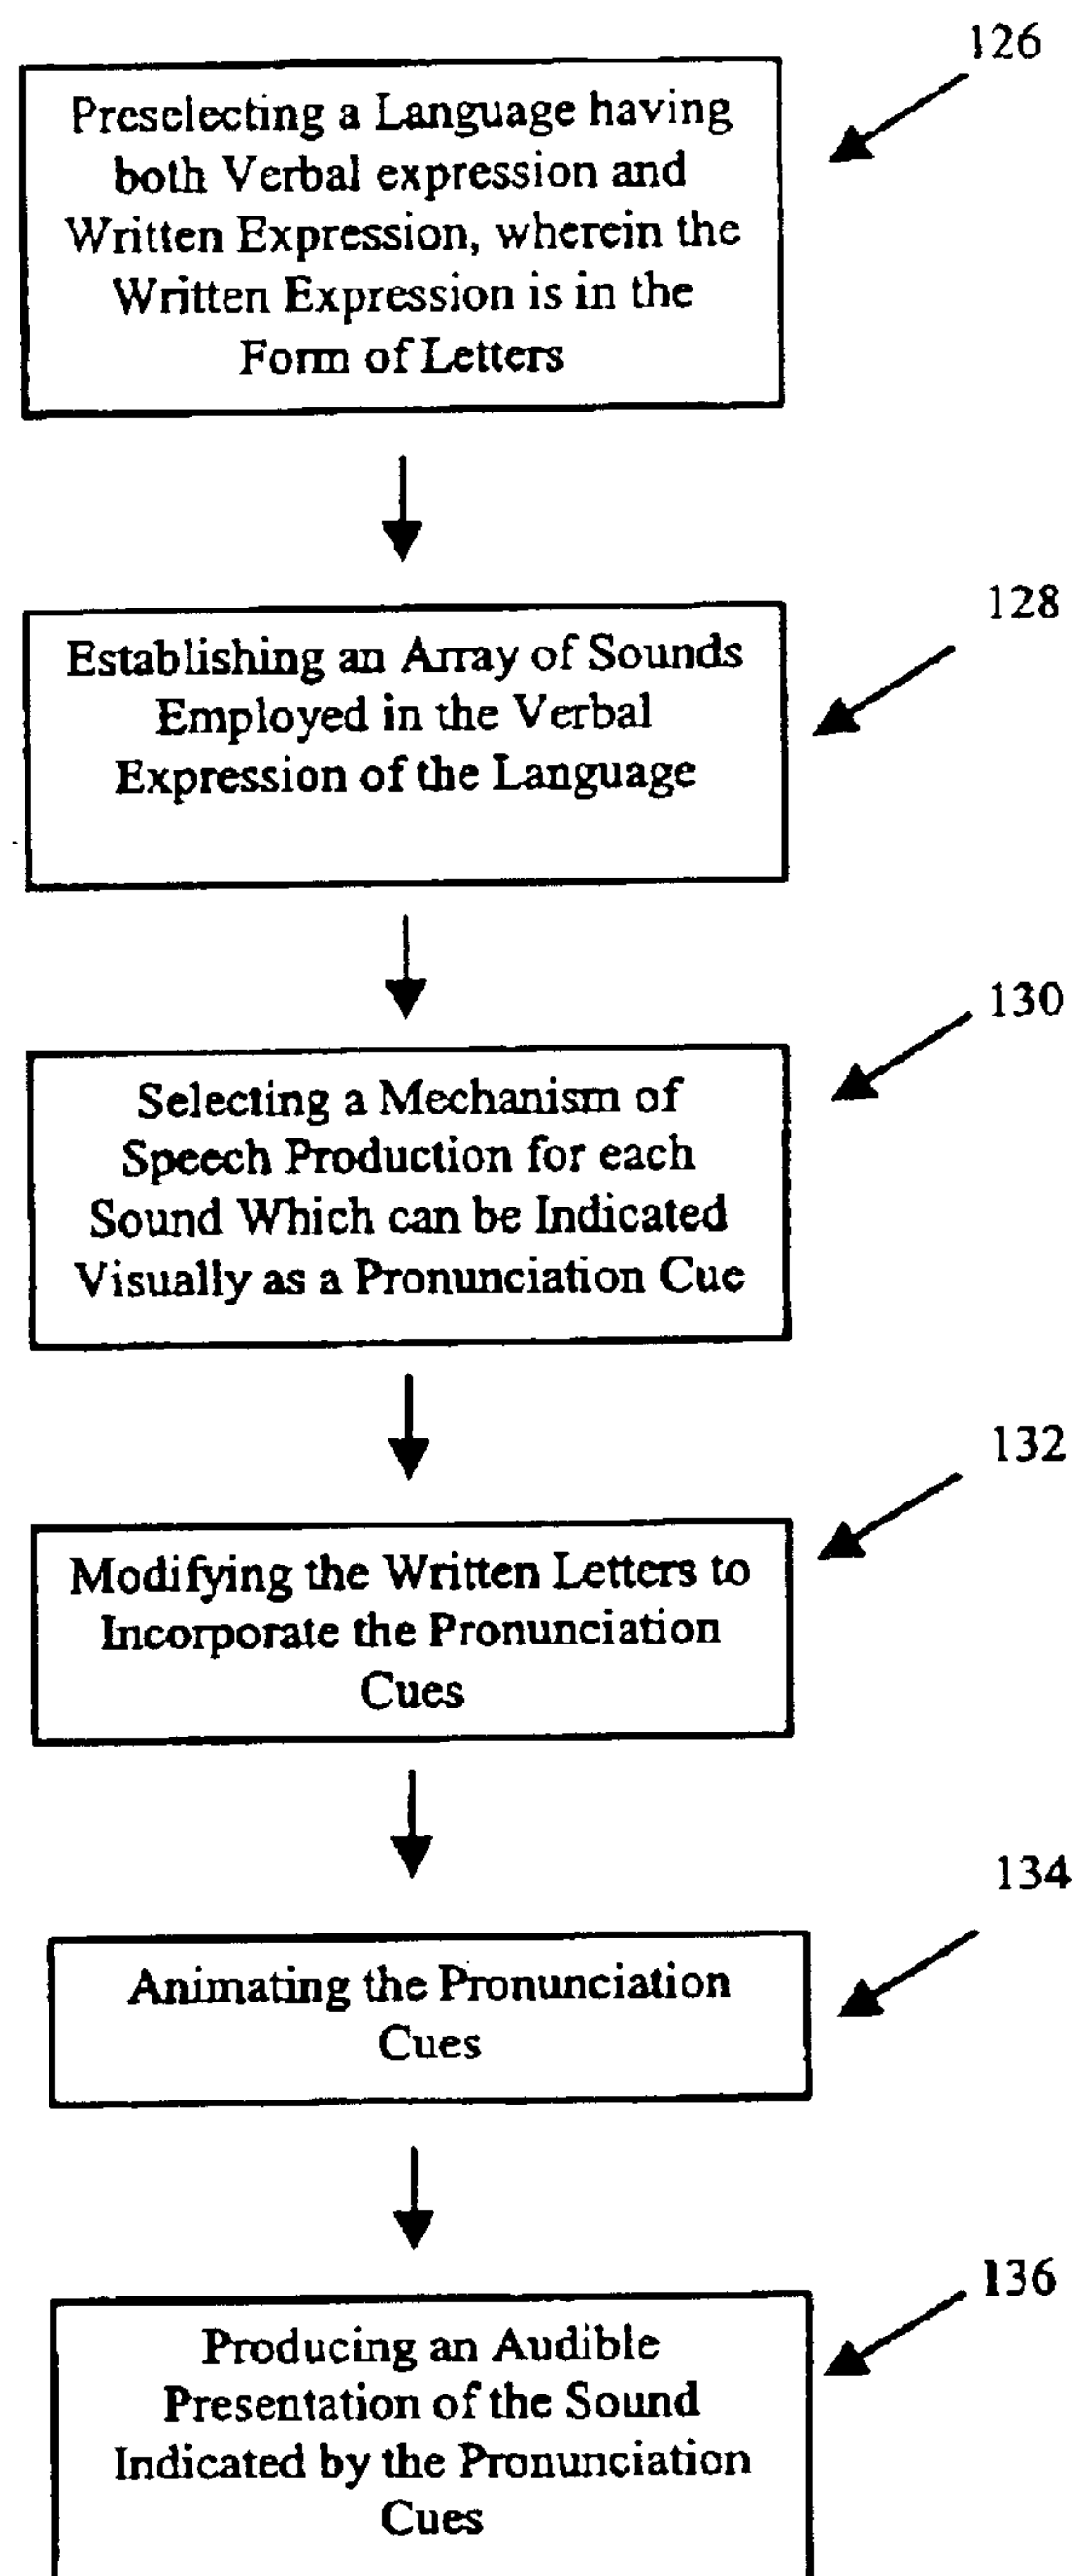 126
Preselecting a Language having
both Verbal expression and
Written Expression, wherein the
Written Expression is in the
Form of Letters
128
Establishing an Array of Sounds
Employed in the Verbal
Expression of the Language
130
Selecting a Mechanism of
Speech Production for each
Sound Which can be Indicated
Visually as a Pronunciation Cue
132
Modifying the Written Letters to
Incorporate the Pronunciation
Cues
134
Animating the Pronunciation
Cues
136
Producing an Audible
Presentation of the Sound
Indicated by the Pronunciation
Cues